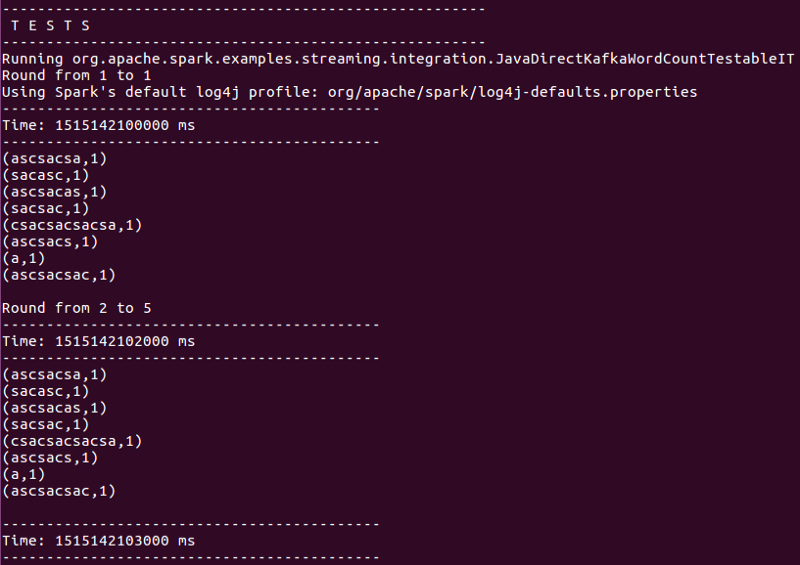 -------------------------------------------------------
 T E S T S
-------------------------------------------------------
Running org.apache.spark.examples.streaming.integration.JavaDirectKafkaWordCountTestableIT
Round from 1 to 1
Using Spark's default log4j profile: org/apache/spark/log4j-defaults.properties
-------------------------------------------
Time: 1515142100000 ms
-------------------------------------------
(ascsacsa,1)
(sacasc,1)
(ascsacas,1)
(sacsac,1)
(csacsacsacsa,1)
(ascsacs,1)
(a,1)
(ascsacsac,1)

Round from 2 to 5
-------------------------------------------
Time: 1515142102000 ms
-------------------------------------------
(ascsacsa,1)
(sacasc,1)
(ascsacas,1)
(sacsac,1)
(csacsacsacsa,1)
(ascsacs,1)
(a,1)
(ascsacsac,1)

-------------------------------------------
Time: 1515142103000 ms
-------------------------------------------